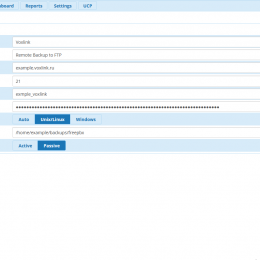 board Reports Settings UCP
Voxlink
Remote Backup to FTP
example.voxlink.ru
21
Auto Unix/Linux Windows
/home/example/backups/freepbx
Active Passive